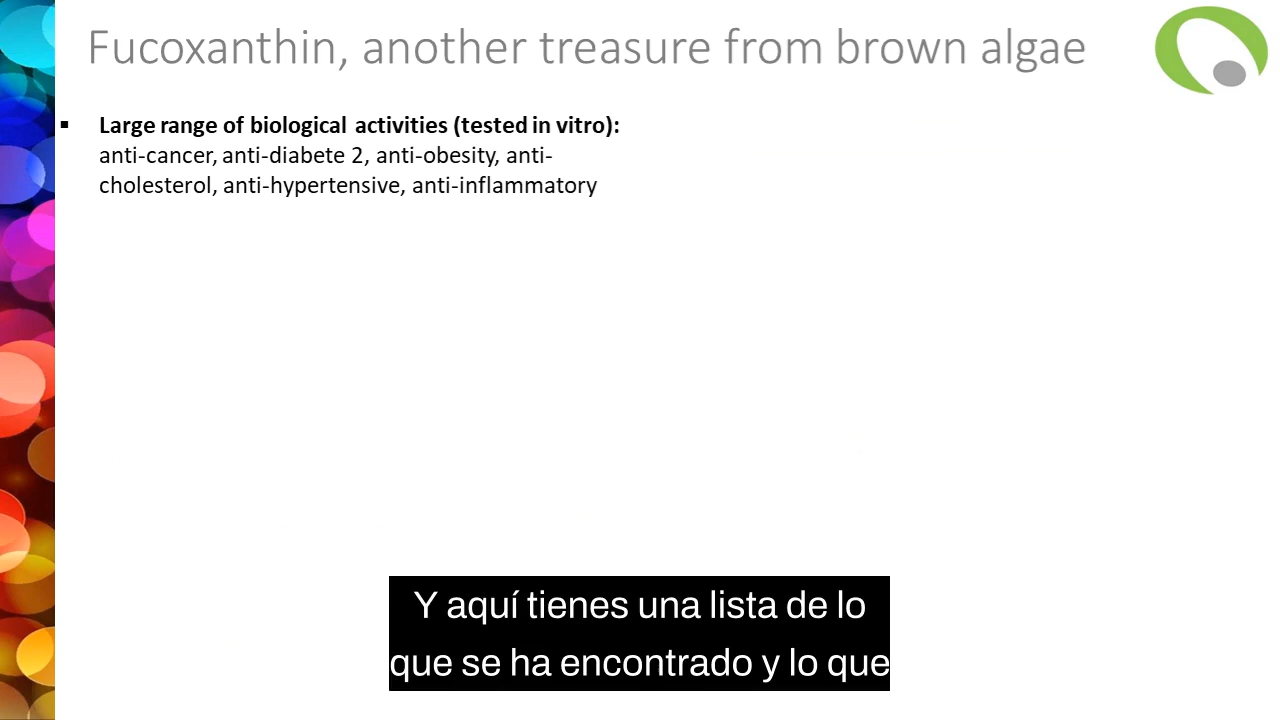 Fucoxanthin, another treasure from brown algae
▪ Large range of biological activities (tested in vitro):
anti-cancer, anti-diabete 2, anti-obesity, anti-
cholesterol, anti-hypertensive, anti-inflammatory
Y aquí tienes una lista de lo
que se ha encontrado y lo que